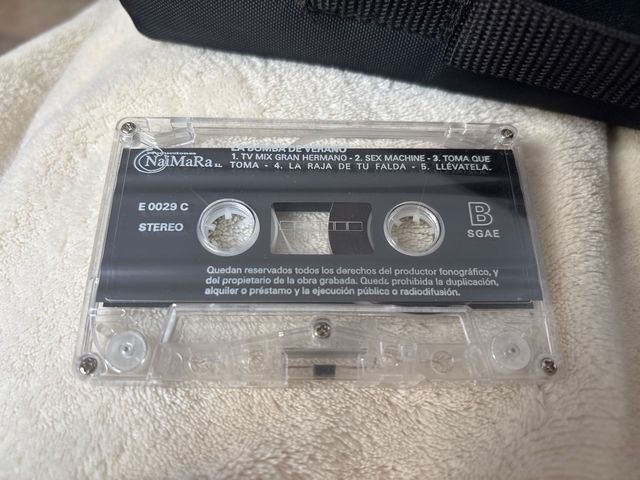 Producciones
NaiMaRa S.L.
LA BOMBA DE VERANO
1. TV MIX GRAN HERMANO - 2. SEX MACHINE - 3. TOMA QUE
TOMA - 4. LA RAJA DE TU FALDA - 5. LLÉVATELA.
E 0029 C
STEREO
B
SGAE
Quedan reservados todos los derechos del productor fonográfico, y
del propietario de la obra grabada. Queda prohibida la duplicación,
alquiler o préstamo y la ejecución pública o radiodifusión.